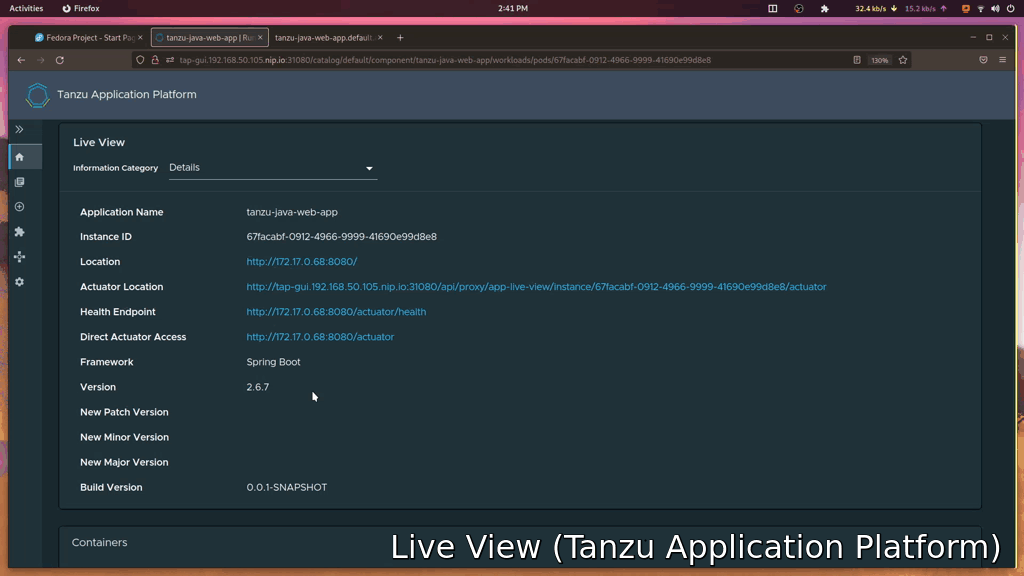 Activities Firefox 2:41 PM 32.4 kb/s 15.2 kb/s
Fedora Project - Start Pag × tanzu-java-web-app | Run × tanzu-java-web-app.default. × +
tap-gui.192.168.50.105.nip.io:31080/catalog/default/component/tanzu-java-web-app/workloads/pods/67facabf-0912-4966-9999-41690e99d8e8 130%
Tanzu Application Platform
Live View
Information Category Details
Application Name tanzu-java-web-app
Instance ID 67facabf-0912-4966-9999-41690e99d8e8
Location http://172.17.0.68:8080/
Actuator Location http://tap-gui.192.168.50.105.nip.io:31080/api/proxy/app-live-view/instance/67facabf-0912-4966-9999-41690e99d8e8/actuator
Health Endpoint http://172.17.0.68:8080/actuator/health
Direct Actuator Access http://172.17.0.68:8080/actuator
Framework Spring Boot
Version 2.6.7
New Patch Version
New Minor Version
New Major Version
Build Version 0.0.1-SNAPSHOT
Containers
Live View (Tanzu Application Platform)